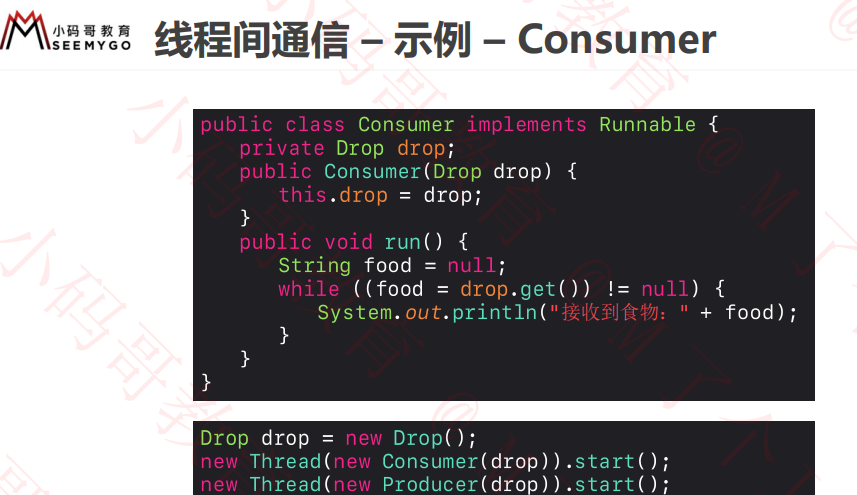 小码哥教育
SEEMYGO
线程间通信 – 示例 – Consumer
public class Consumer implements Runnable {
private Drop drop;
public Consumer(Drop drop) {
this.drop = drop;
}
public void run() {
String food = null;
while ((food = drop.get()) != null) {
System.out.println("接收到食物：" + food);
}
}
}
Drop drop = new Drop();
new Thread(new Consumer(drop)).start();
new Thread(new Producer(drop)).start();